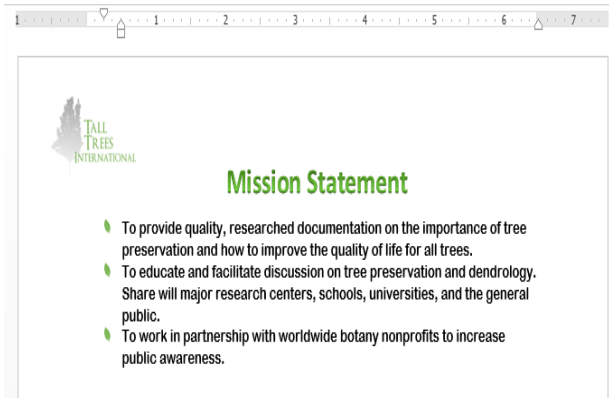 1 1 2 3 4 5 6 7
TALL
TREES
INTERNATIONAL
Mission Statement
To provide quality, researched documentation on the importance of tree
preservation and how to improve the quality of life for all trees.
To educate and facilitate discussion on tree preservation and dendrology.
Share will major research centers, schools, universities, and the general
public.
To work in partnership with worldwide botany nonprofits to increase
public awareness.